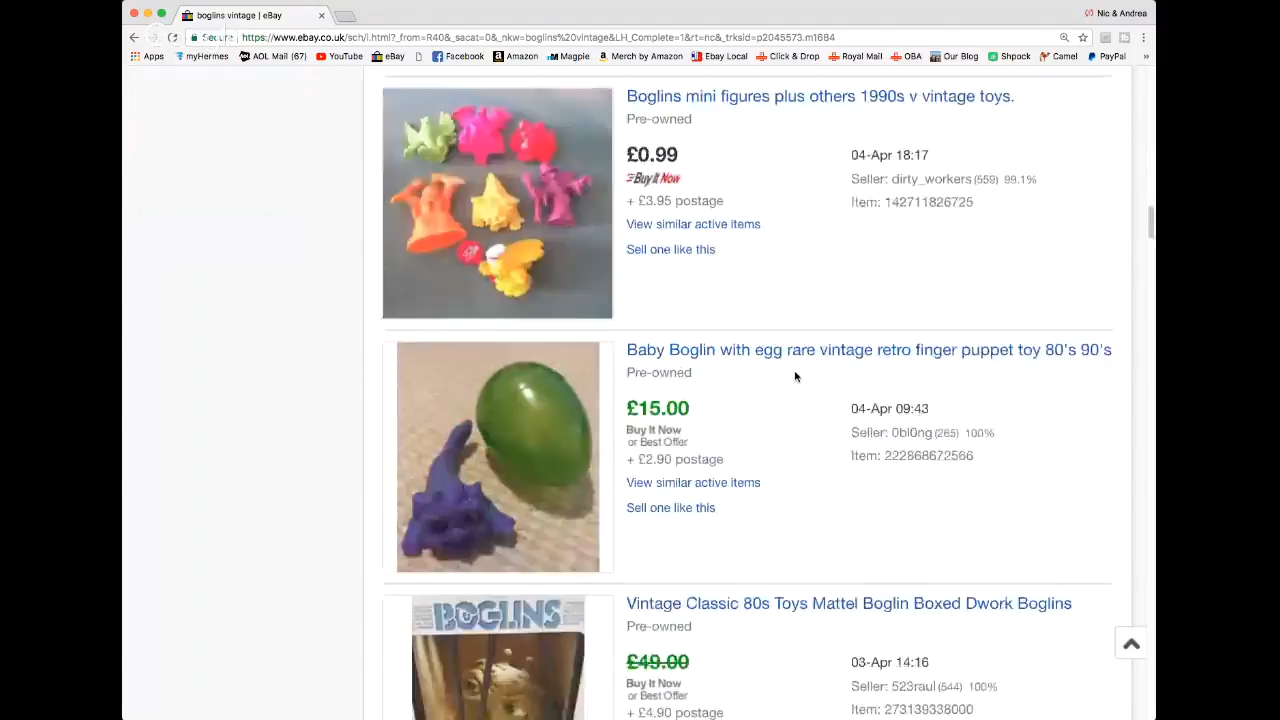 boglins vintage | eBay
Nic & Andrea
Secure
https://www.ebay.co.uk/sch/i.html?_from=R40&_sacat=0&_nkw=boglins%20vintage&LH_Complete=1&rt=nc&_trksid=p2045573.m1684
Apps myHermes AOL Mail (67) YouTube eBay Facebook Amazon Magpie Merch by Amazon Ebay Local Click & Drop Royal Mail OBA Our Blog Shpock Camel PayPal »
Boglins mini figures plus others 1990s v vintage toys.
Pre-owned
£0.99 04-Apr 18:17
Buy It Now Seller: dirty_workers (559) 99.1%
+ £3.95 postage Item: 142711826725
View similar active items
Sell one like this
Baby Boglin with egg rare vintage retro finger puppet toy 80's 90's
Pre-owned
£15.00 04-Apr 09:43
Buy It Now Seller: 0bl0ng (265) 100%
or Best Offer
+ £2.90 postage Item: 222868672566
View similar active items
Sell one like this
Vintage Classic 80s Toys Mattel Boglin Boxed Dwork Boglins
BOGLINS
Pre-owned
£49.00 03-Apr 14:16
Buy It Now Seller: 523raul (544) 100%
or Best Offer
+ £4.90 postage Item: 273139338000